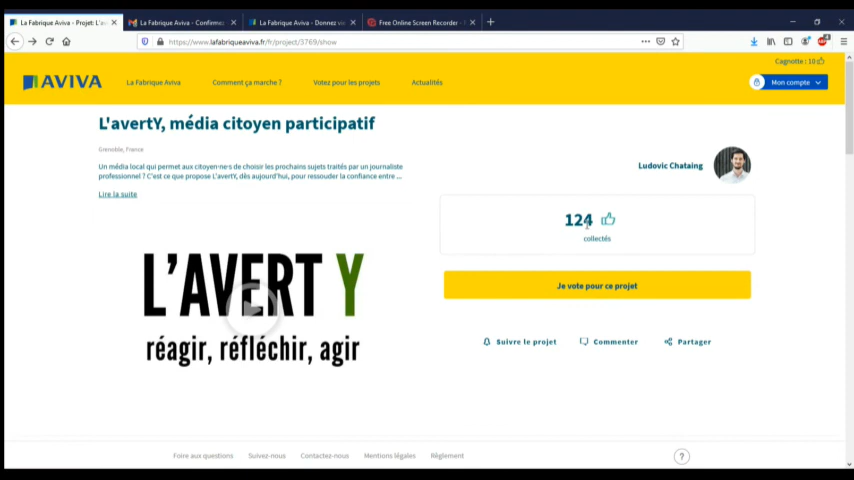 La Fabrique Aviva - Projet: L'av
La Fabrique Aviva - Confirmez
La Fabrique Aviva - Donnez vie
Free Online Screen Recorder -
https://www.lafabriqueaviva.fr/fr/project/3769/show
Cagnotte : 10
AVIVA
La Fabrique Aviva
Comment ça marche ?
Votez pour les projets
Actualités
Mon compte
L'avertY, média citoyen participatif
Grenoble, France
Un média local qui permet aux citoyen·ne·s de choisir les prochains sujets traités par un journaliste
professionnel ? C'est ce que propose L'avertY, dès aujourd'hui, pour ressouder la confiance entre ...
Lire la suite
Ludovic Chataing
124
collectés
Je vote pour ce projet
L'AVERTY
réagir, réfléchir, agir
Suivre le projet
Commenter
Partager
Foire aux questions
Suivez-nous
Contactez-nous
Mentions légales
Règlement
?